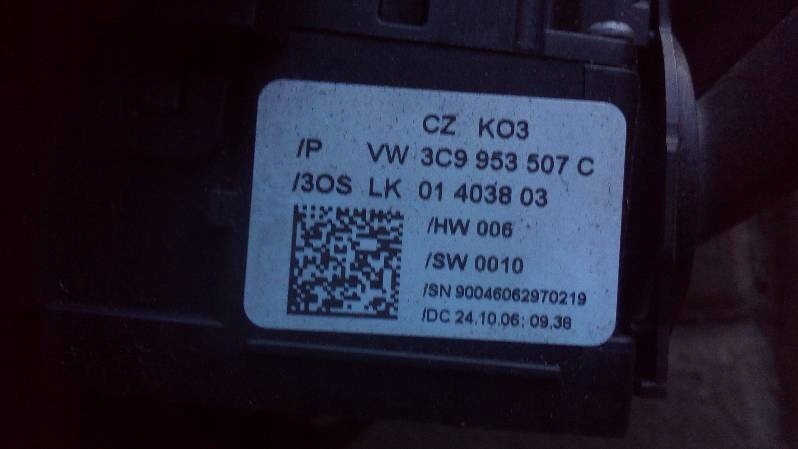 CZ KO3
/P VW 3C9 953 507 C
/3OS LK 01 4038 03
/HW 006
/SW 0010
/SN 90046062970219
/DC 24.10.06: 09.38